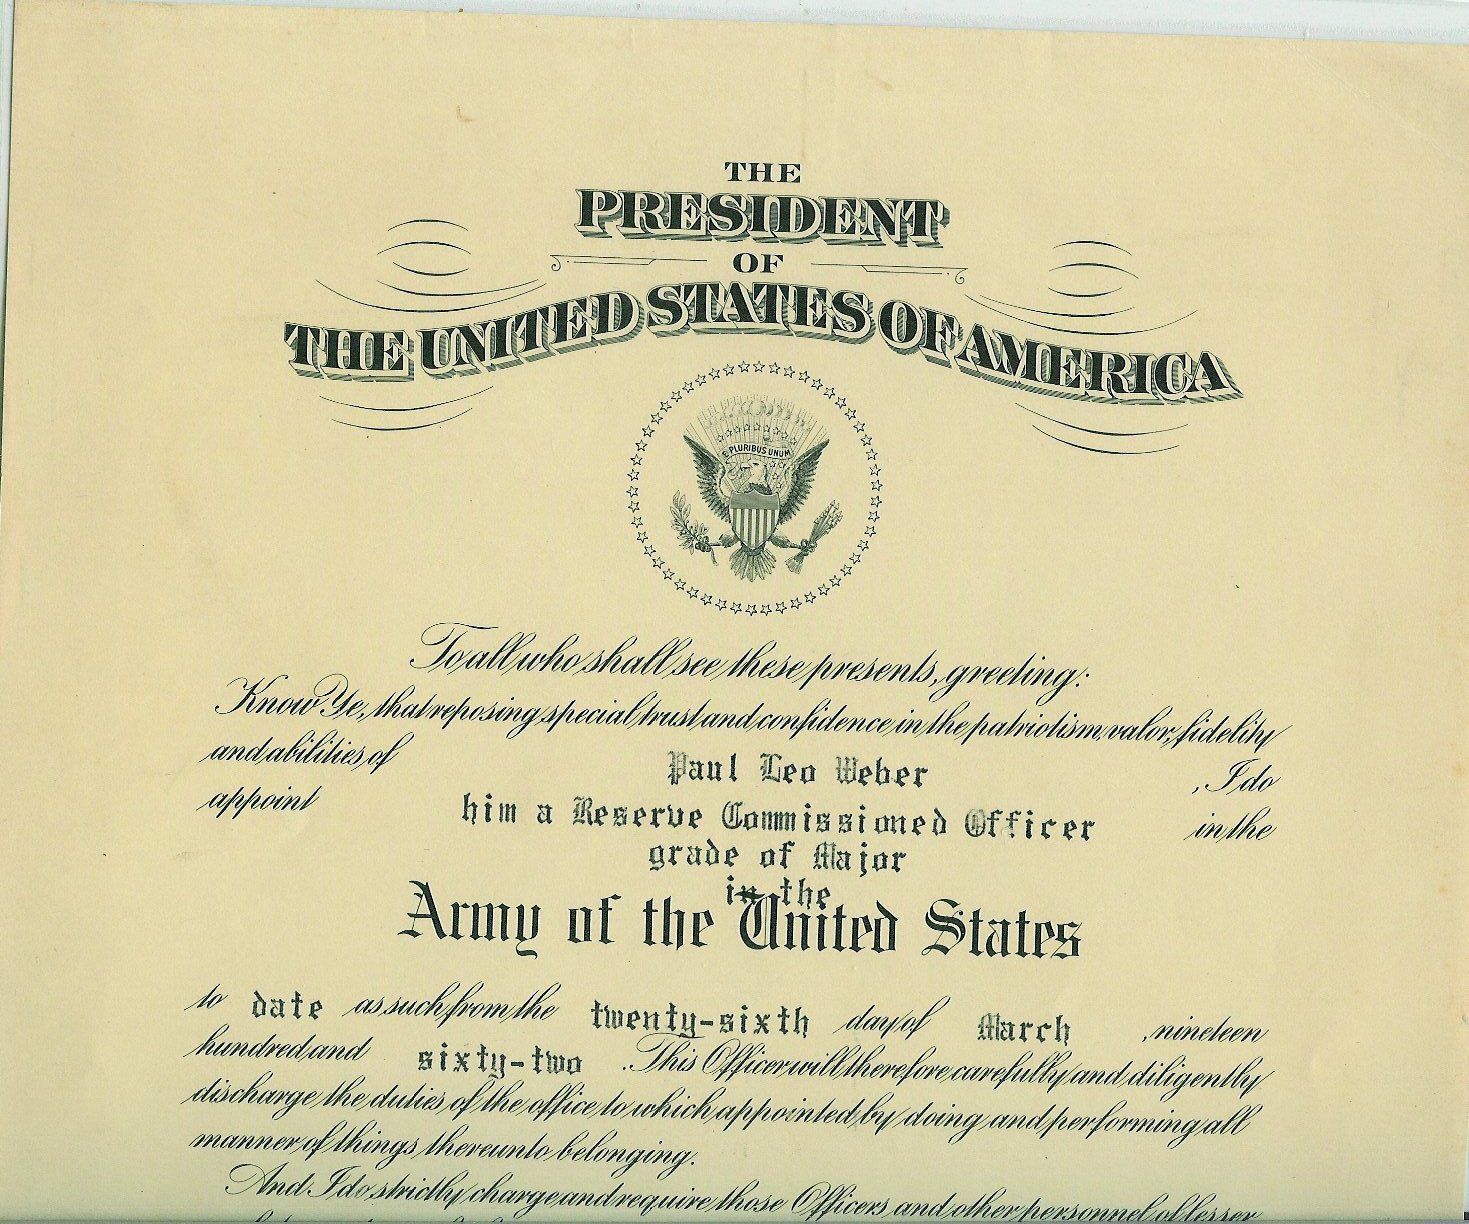 THE
PRESIDENT
OF
THE UNITED STATES OF AMERICA
E PLURIBUS UNUM
To all who shall see these presents, greeting:
Know Ye, that reposing special trust and confidence in the patriotism, valor, fidelity
and abilities of Paul Leo Weber , I do
appoint him a Reserve Commissioned Officer in the
grade of Major
in the
Army of the United States
to date as such from the twenty-sixth day of March , nineteen
hundred and sixty-two . This Officer will therefore carefully and diligently
discharge the duties of the office to which appointed by doing and performing all
manner of things thereunto belonging.
And I do strictly charge and require those Officers and other personnel of lesser